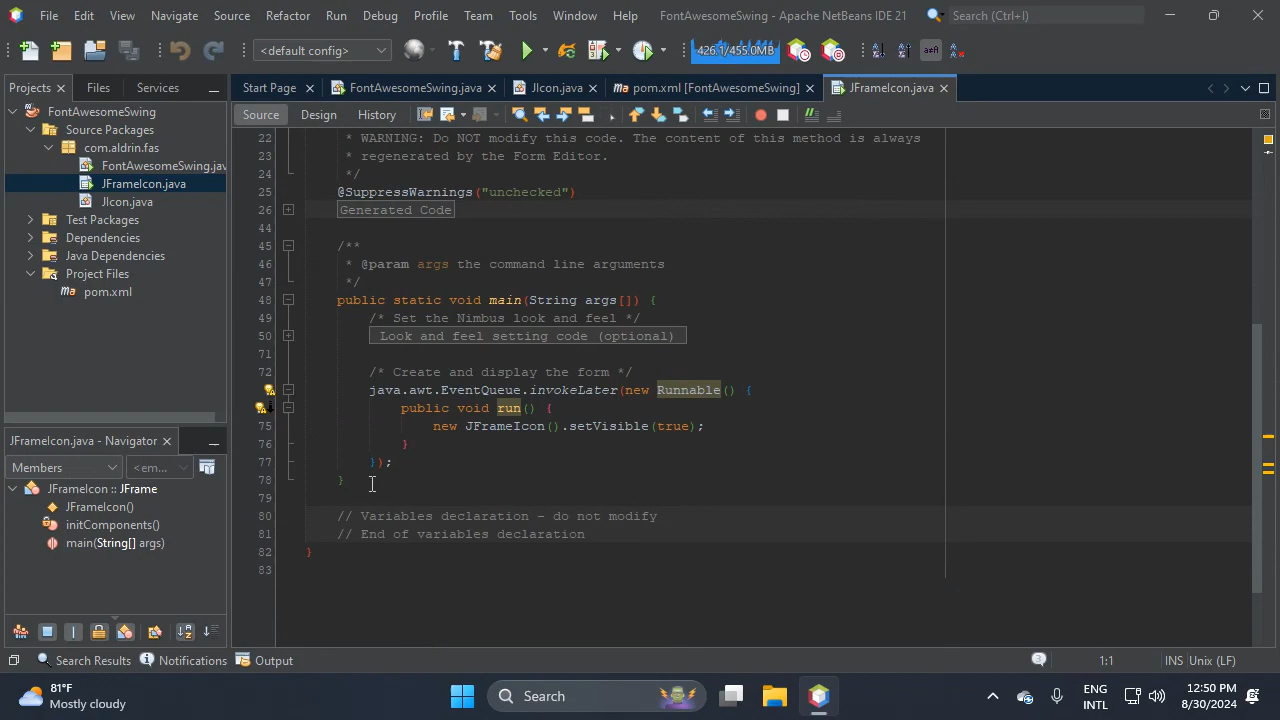 File Edit View Navigate Source Refactor Run Debug Profile Team Tools Window Help FontAwesomeSwing - Apache NetBeans IDE 21 Search (Ctrl+I)
<default config> 426.1/455.0MB
Projects Files Services Start Page FontAwesomeSwing.java JIcon.java pom.xml [FontAwesomeSwing] JFrameIcon.java
Source Design History
FontAwesomeSwing
Source Packages
com.aldrin.fas
FontAwesomeSwing.jav
JFrameIcon.java
JIcon.java
Test Packages
Dependencies
Java Dependencies
Project Files
pom.xml
22 * WARNING: Do NOT modify this code. The content of this method is always
23 * regenerated by the Form Editor.
24 */
25 @SuppressWarnings("unchecked")
26 Generated Code
44
45 /**
46 * @param args the command line arguments
47 */
48 public static void main(String args[]) {
49 /* Set the Nimbus look and feel */
50 Look and feel setting code (optional)
71
72 /* Create and display the form */
java.awt.EventQueue.invokeLater(new Runnable() {
public void run() {
75 new JFrameIcon().setVisible(true);
76 }
77 });
78 }
79
80 // Variables declaration - do not modify
81 // End of variables declaration
82 }
83
JFrameIcon.java - Navigator
Members <em...
JFrameIcon :: JFrame
JFrameIcon()
initComponents()
main(String[] args)
Search Results Notifications Output 3 1:1 INS Unix (LF)
81°F
Mostly cloudy
Search
ENG
INTL
12:50 PM
8/30/2024